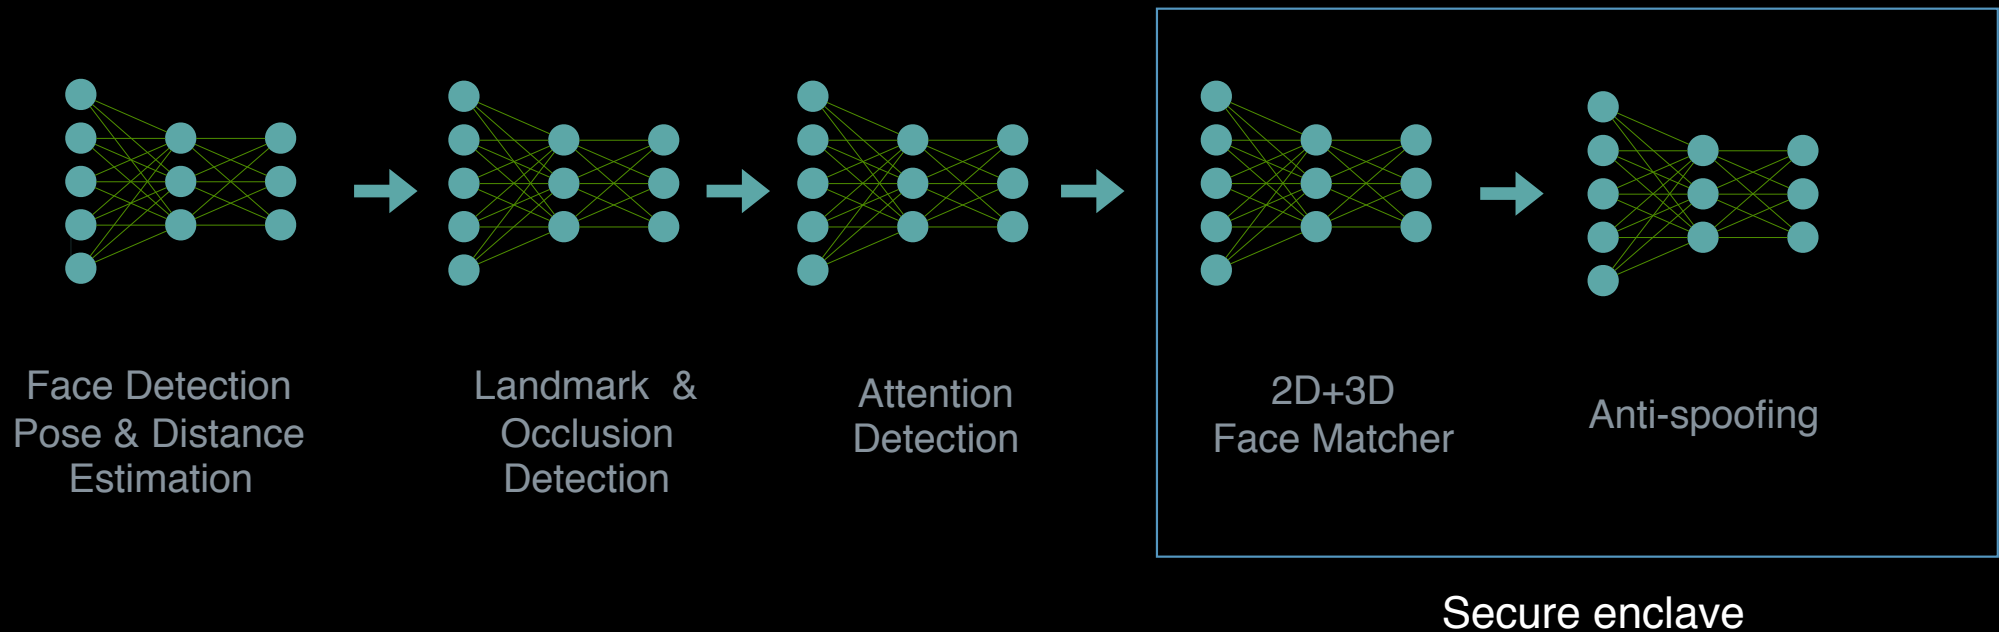 Face Detection
Pose & Distance
Estimation
Landmark &
Occlusion
Detection
Attention
Detection
2D+3D
Face Matcher
Anti-spoofing
Secure enclave